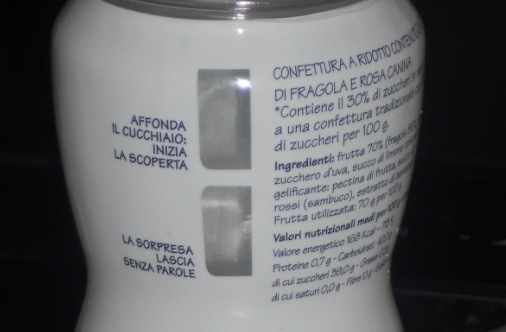 AFFONDA
IL CUCCHIAIO:
INIZIA
LA SCOPERTA
LA SORPRESA
LASCIA
SENZA PAROLE
CONFETTURA A RIDOTTO
DI FRAGOLA E ROSA CANINA
*Contiene il 30% di zuccheri in
a una confettura tradizionale
di zuccheri per 100 g.
Ingredienti: frutta 70% (fragola
zucchero d'uva, succo di limone
gelificante: pectina di frutta,
rossi (sambuco), estratto di
Frutta utilizzata: 70 g per 100 g
Valori nutrizionali medi per 100 g
Valore energetico 168 Kcal
Proteine 0,7 g - Carboidrati
di cui zuccheri 39,0 g - Grassi
di cui saturi 0,0 g - Fibre